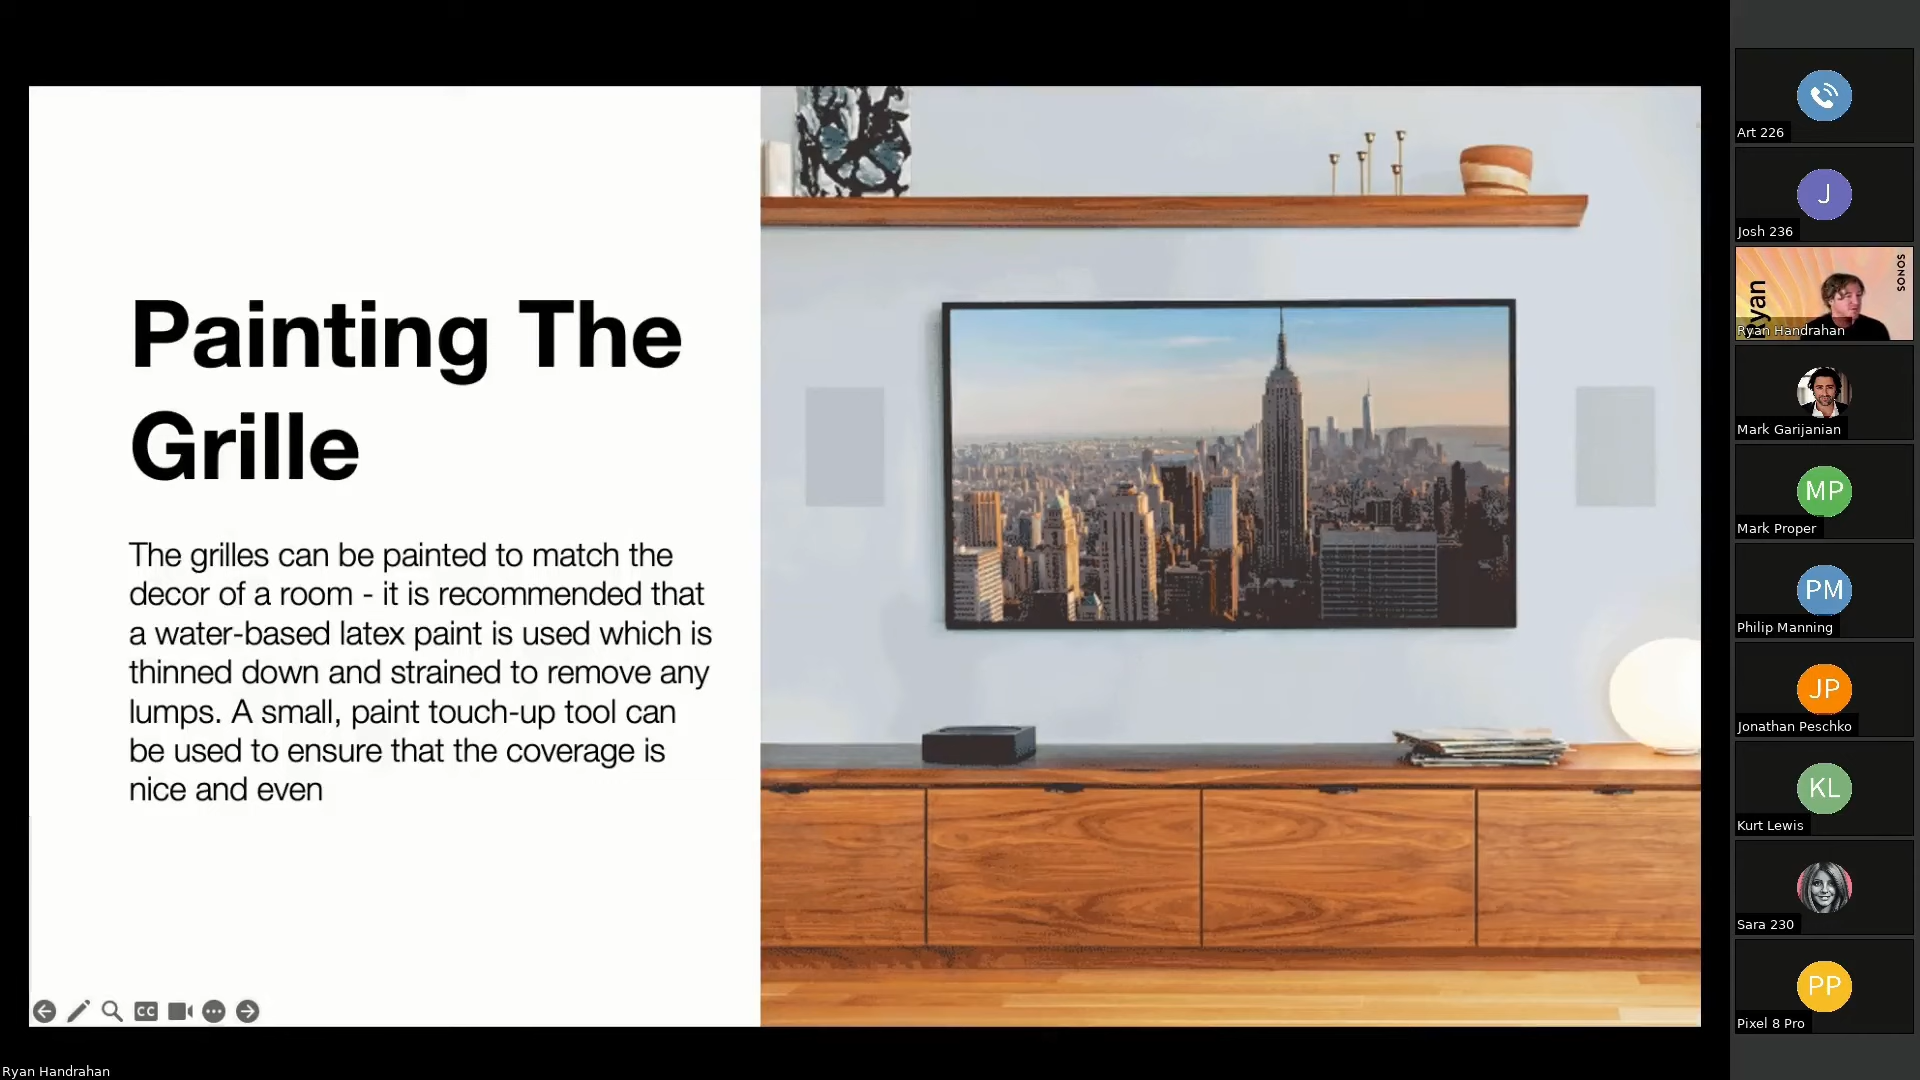 Painting The
Grille
The grilles can be painted to match the
decor of a room - it is recommended that
a water-based latex paint is used which is
thinned down and strained to remove any
lumps. A small, paint touch-up tool can
be used to ensure that the coverage is
nice and even
CC
Ryan Handrahan
Art 226
J
Josh 236
Ryan
SONOS
Ryan Handrahan
Mark Garijanian
MP
Mark Proper
PM
Philip Manning
JP
Jonathan Peschko
KL
Kurt Lewis
Sara 230
PP
Pixel 8 Pro